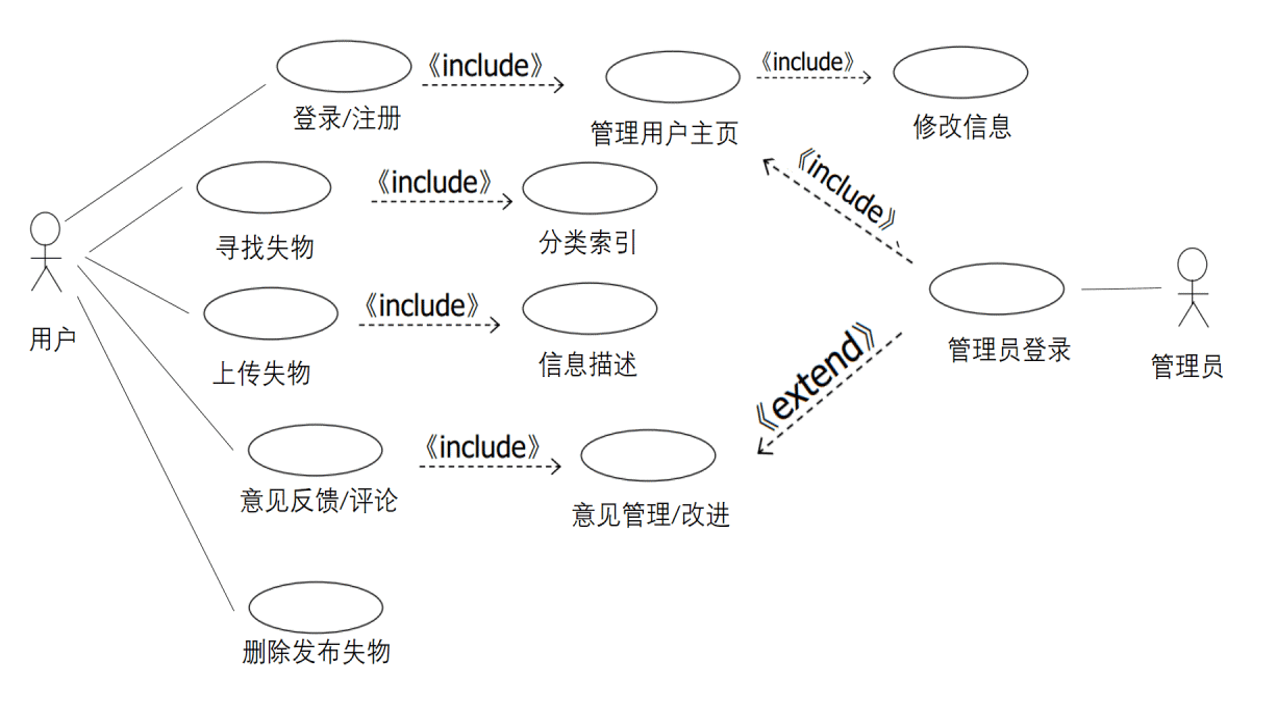 《include》
《include》
登录/注册
管理用户主页
修改信息
《include》
《include》
寻找失物
分类索引
用户
《include》
上传失物
信息描述
管理员登录
管理员
《extend》
《include》
意见反馈/评论
意见管理/改进
删除发布失物